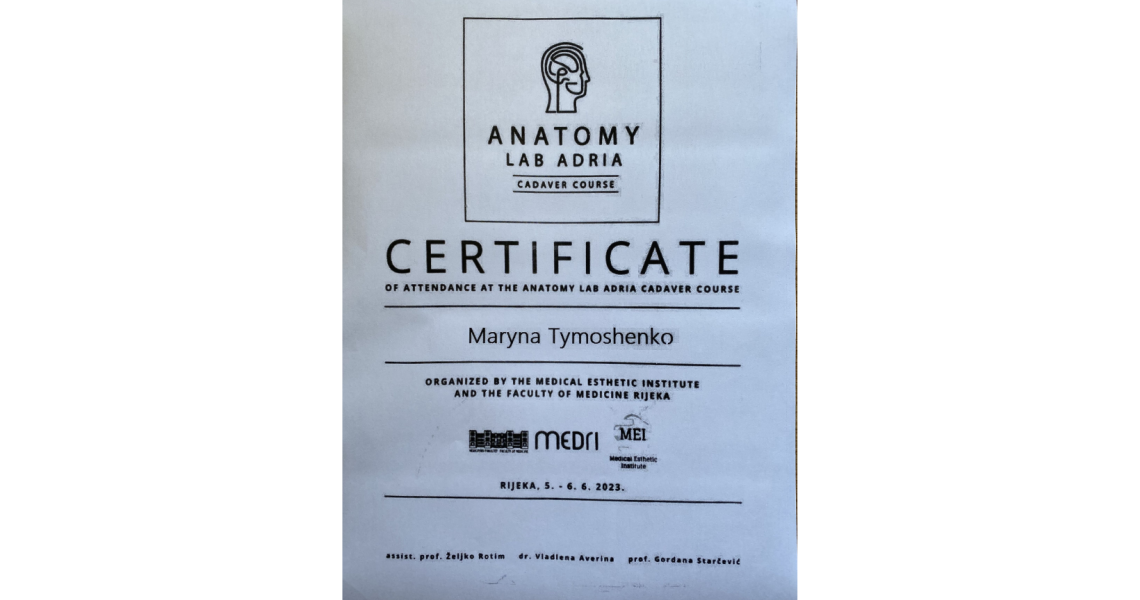 ANATOMY
LAB ADRIA
CADAVER COURSE
CERTIFICATE
OF ATTENDANCE AT THE ANATOMY LAB ADRIA CADAVER COURSE
Maryna Tymoshenko
ORGANIZED BY THE MEDICAL ESTHETIC INSTITUTE
AND THE FACULTY OF MEDICINE RIJEKA
MEDRI
MEI
Medical Esthetic
Institute
RIJEKA, 5. - 6. 6. 2023.
assist. prof. Željko Rotim dr. Vladlena Averina prof. Gordana Starčević